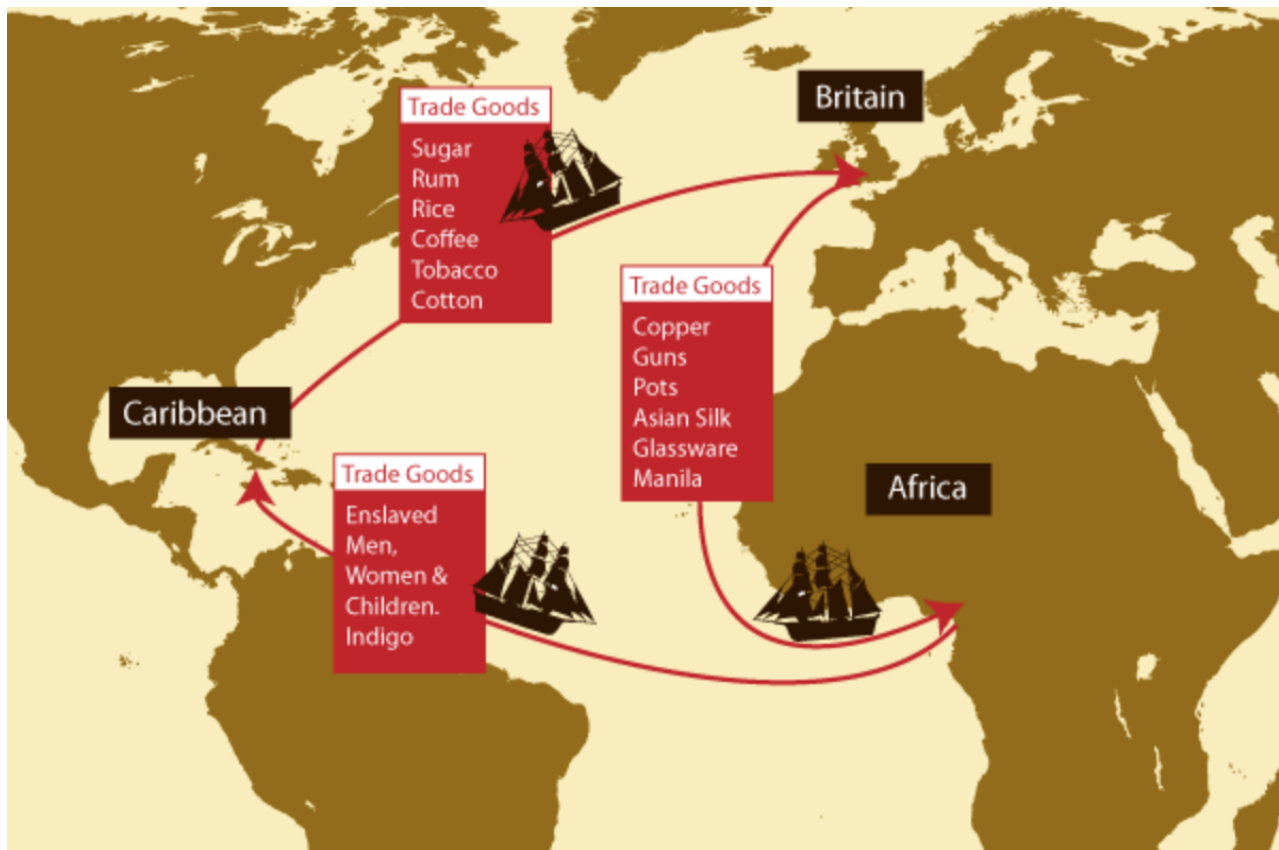 Britain
Trade Goods
Sugar
Rum
Rice
Coffee
Tobacco
Cotton
Trade Goods
Copper
Guns
Pots
Asian Silk
Glassware
Manila
Caribbean
Trade Goods
Enslaved
Men,
Women &
Children.
Indigo
Africa